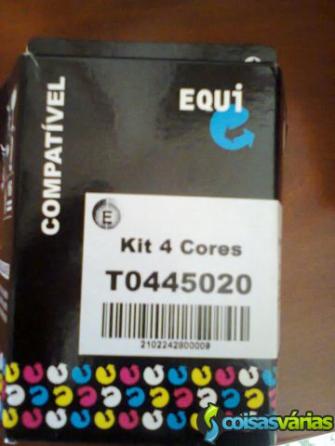 COMPATÍVEL
EQUi
E
Kit 4 Cores
T0445020
2102242800009
coisasvárias